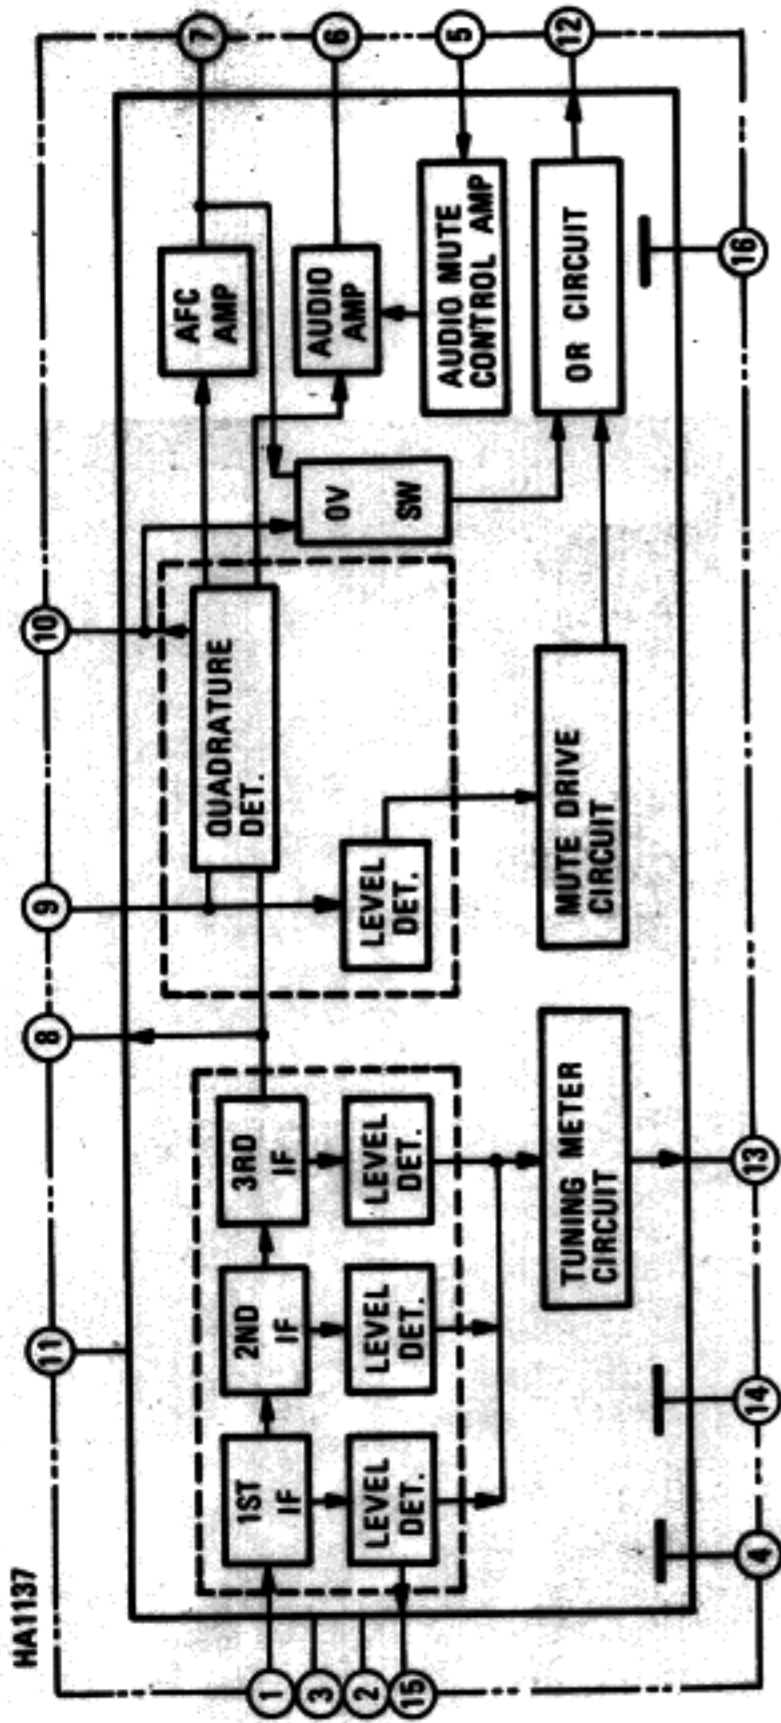 HA1137
11
8
9
10
7
6
5
12
1
3
2
15
4
14
13
16
1ST
IF
2ND
IF
3RD
IF
LEVEL
DET.
LEVEL
DET.
LEVEL
DET.
QUADRATURE
DET.
LEVEL
DET.
AFC
AMP
AUDIO
AMP
OV
SW
AUDIO MUTE
CONTROL AMP
OR CIRCUIT
TUNING METER
CIRCUIT
MUTE DRIVE
CIRCUIT